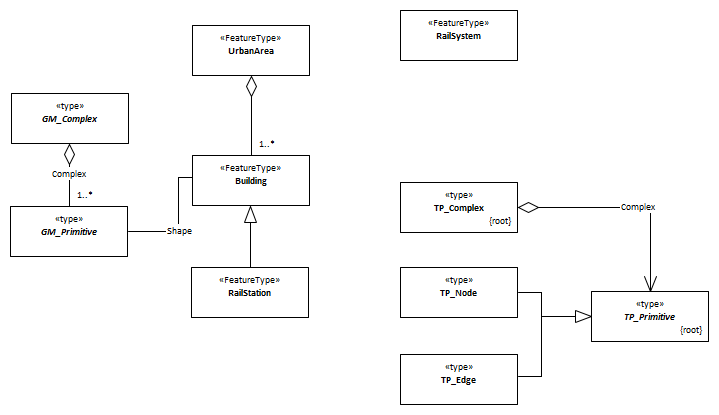 «FeatureType»
UrbanArea
«FeatureType»
RailSystem
«type»
GM_Complex
1..*
Complex
1..*
«FeatureType»
Building
«type»
GM_Primitive
Shape
«type»
TP_Complex
{root}
Complex
«FeatureType»
RailStation
«type»
TP_Node
«type»
TP_Primitive
{root}
«type»
TP_Edge